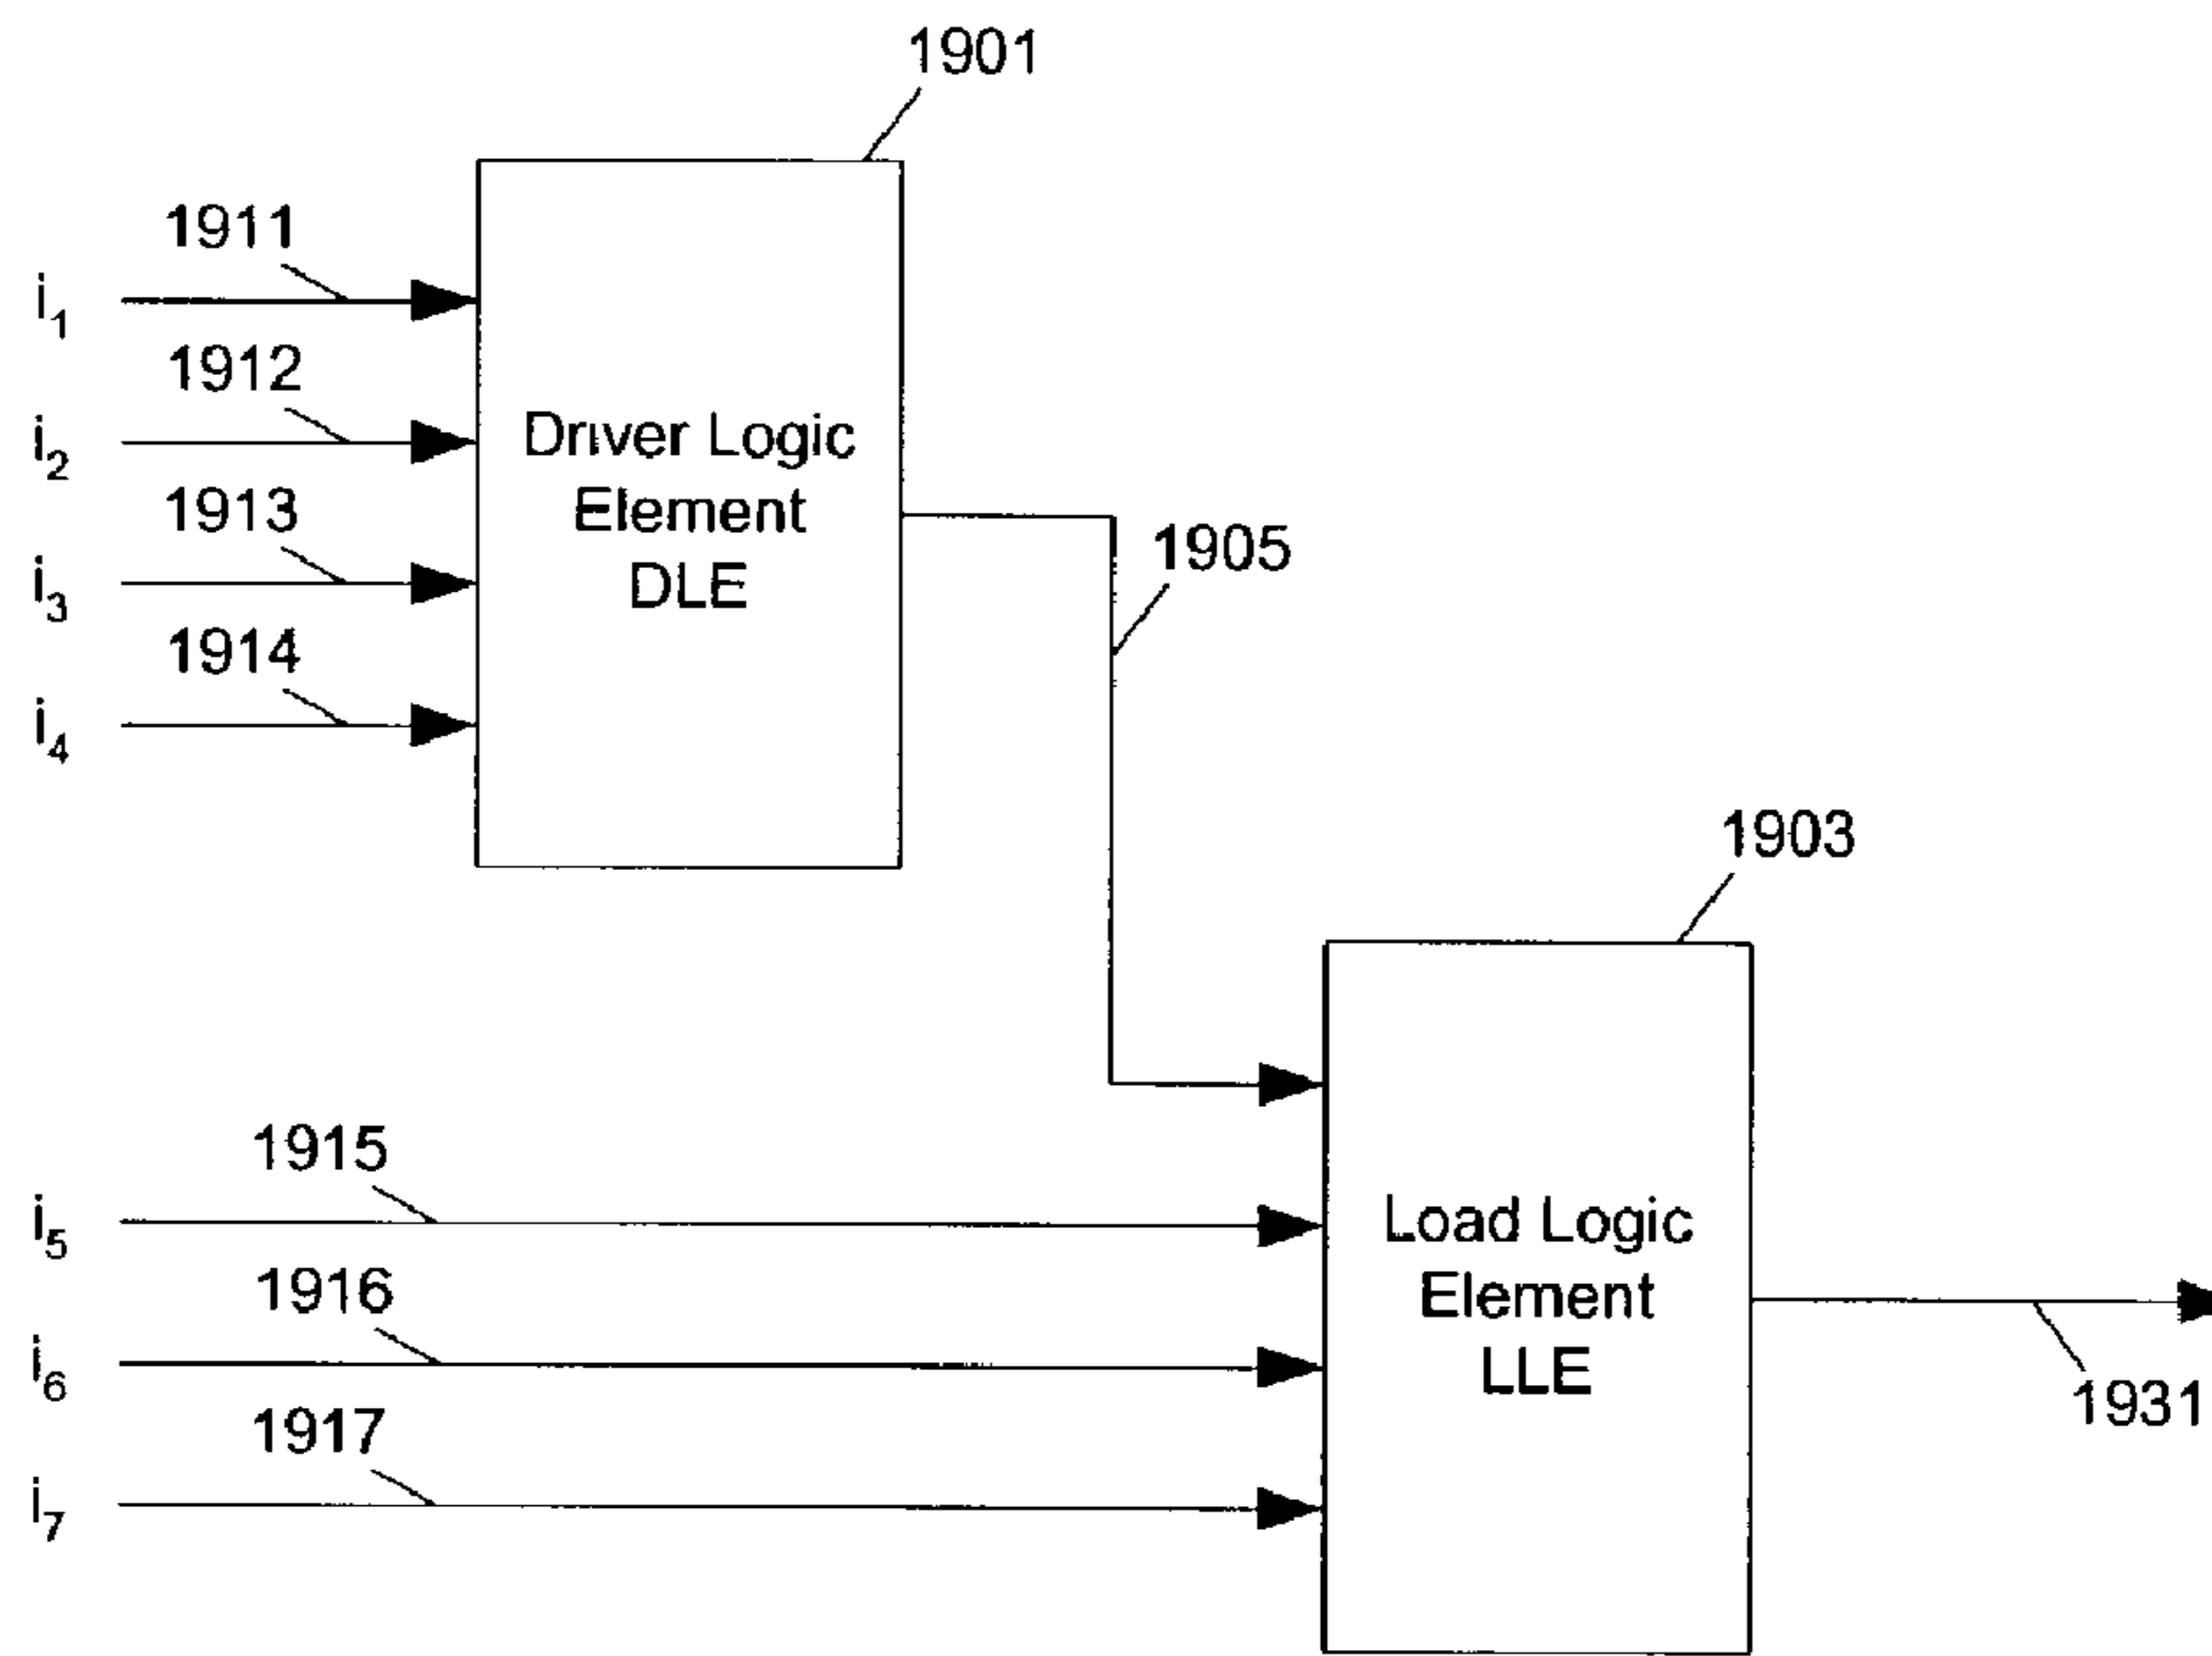 1901
1911
i1
1912
i2
Driver Logic
Element
DLE
1913
i3
1905
1914
i4
1903
1915
i5
Load Logic
Element
LLE
1916
i6
1931
1917
i7